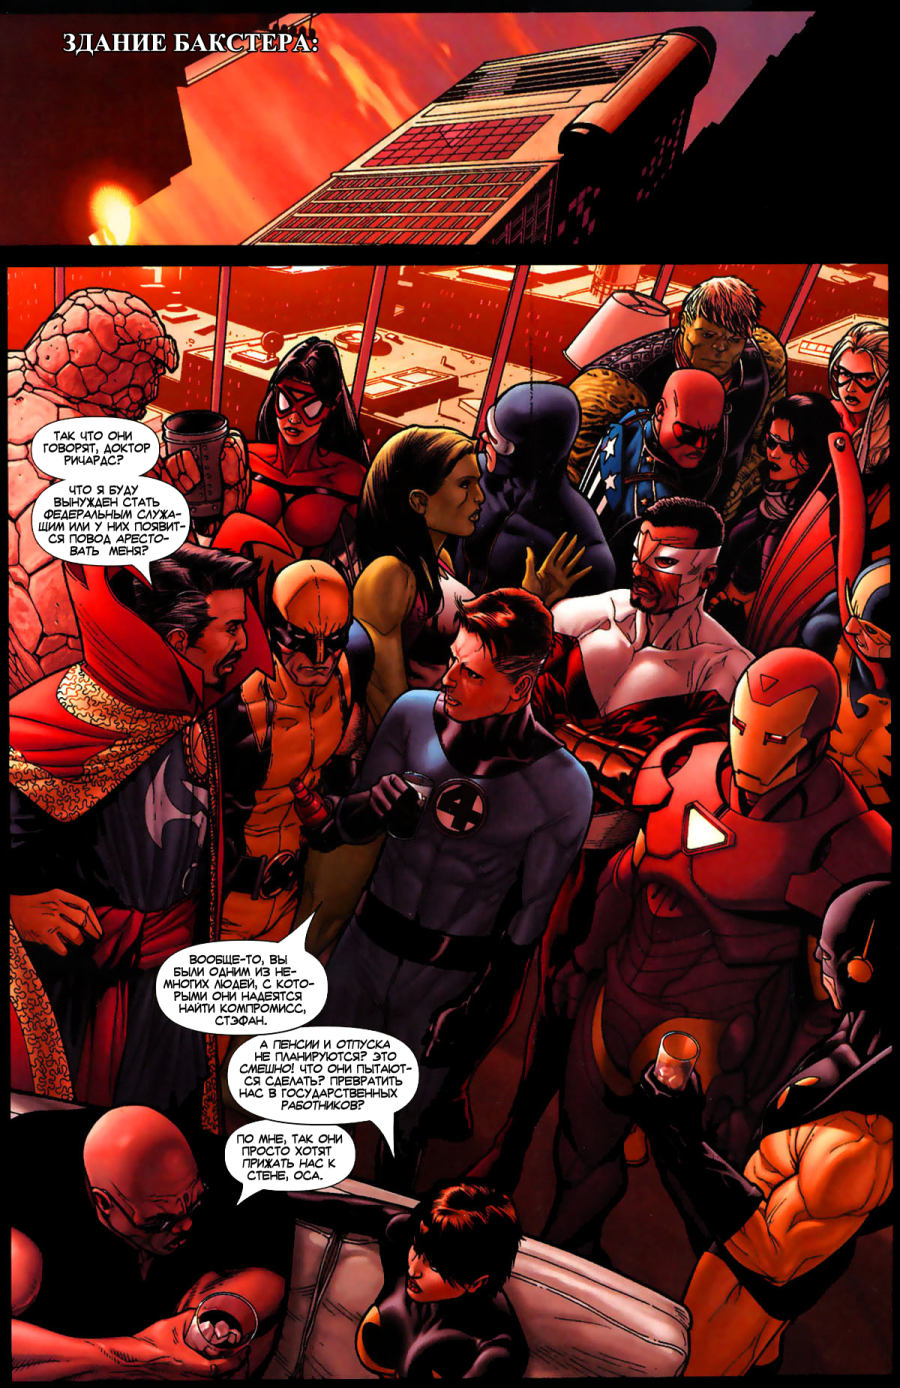 ЗДАНИЕ БАКСТЕРА:
ТАК ЧТО ОНИ
ГОВОРЯТ, ДОКТОР
РИЧАРДС?
ЧТО Я БУДУ
ВЫНУЖДЕН СТАТЬ
ФЕДЕРАЛЬНЫМ СЛУЖА-
ЩИМ ИЛИ У НИХ ПОЯВИТ-
СЯ ПОВОД АРЕСТО-
ВАТЬ МЕНЯ?
4
ВООБЩЕ-ТО, ВЫ
БЫЛИ ОДНИМ ИЗ НЕ-
МНОГИХ ЛЮДЕЙ, С КОТО-
РЫМИ ОНИ НАДЕЯТСЯ
НАЙТИ КОМПРОМИСС,
СТЭФАН.
А ПЕНСИИ И ОТПУСКА
НЕ ПЛАНИРУЮТСЯ? ЭТО
СМЕШНО! ЧТО ОНИ ПЫТАЮТ-
СЯ СДЕЛАТЬ? ПРЕВРАТИТЬ
НАС В ГОСУДАРСТВЕННЫХ
РАБОТНИКОВ?
ПО МНЕ, ТАК ОНИ
ПРОСТО ХОТЯТ
ПРИЖАТЬ НАС К
СТЕНЕ, ОСА.